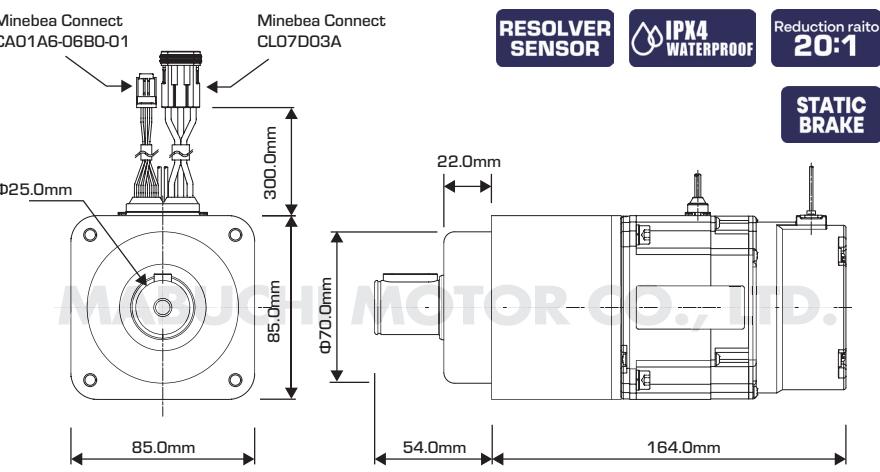 Minebea Connect
CA01A6-06B0-01
Minebea Connect
CL07D03A
RESOLVER
SENSOR
IPX4
WATERPROOF
Reduction raito
20:1
STATIC
BRAKE
300.0mm
22.0mm
Φ25.0mm
85.0mm
Φ70.0mm
MABUCHI MOTOR CO., LTD.
85.0mm
54.0mm
164.0mm